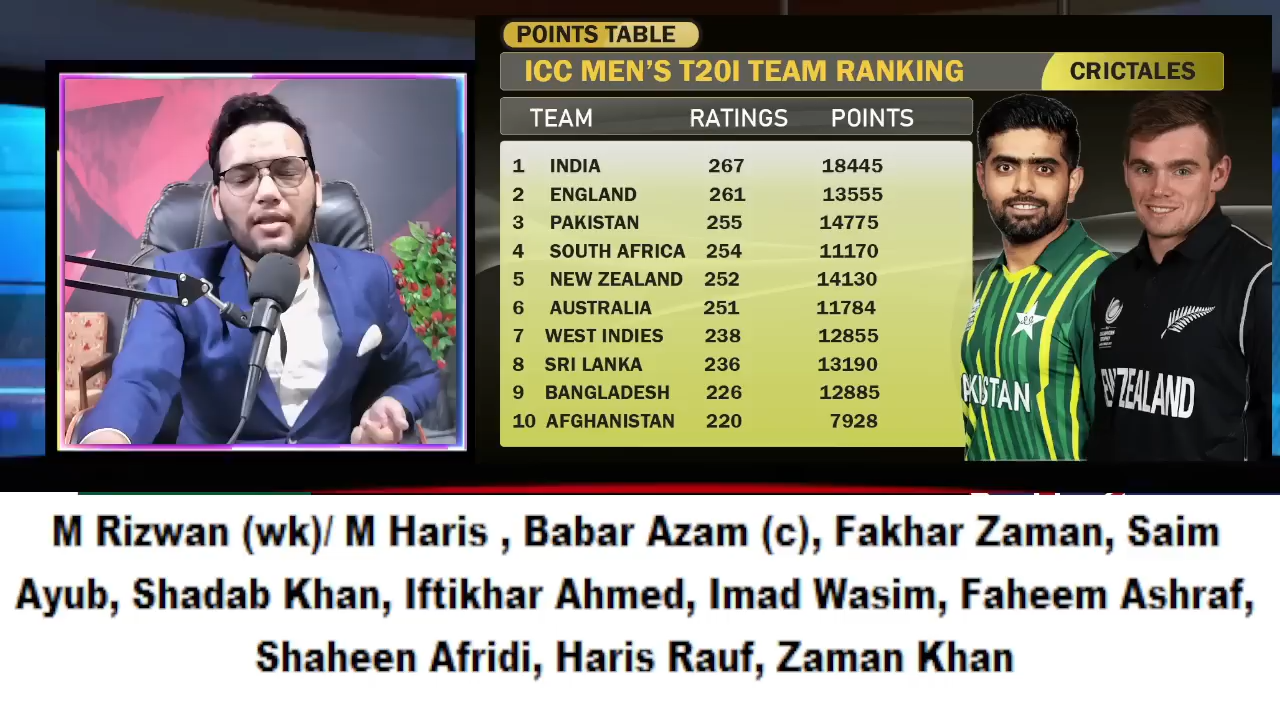 POINTS TABLE
ICC MEN'S T20I TEAM RANKING
CRICTALES
TEAM RATINGS POINTS
1 INDIA 267 18445
2 ENGLAND 261 13555
3 PAKISTAN 255 14775
4 SOUTH AFRICA 254 11170
5 NEW ZEALAND 252 14130
6 AUSTRALIA 251 11784
7 WEST INDIES 238 12855
8 SRI LANKA 236 13190
9 BANGLADESH 226 12885
10 AFGHANISTAN 220 7928
AKISTAN
ZEALAND
M Rizwan (wk)/ M Haris , Babar Azam (c), Fakhar Zaman, Saim
Ayub, Shadab Khan, Iftikhar Ahmed, Imad Wasim, Faheem Ashraf,
Shaheen Afridi, Haris Rauf, Zaman Khan